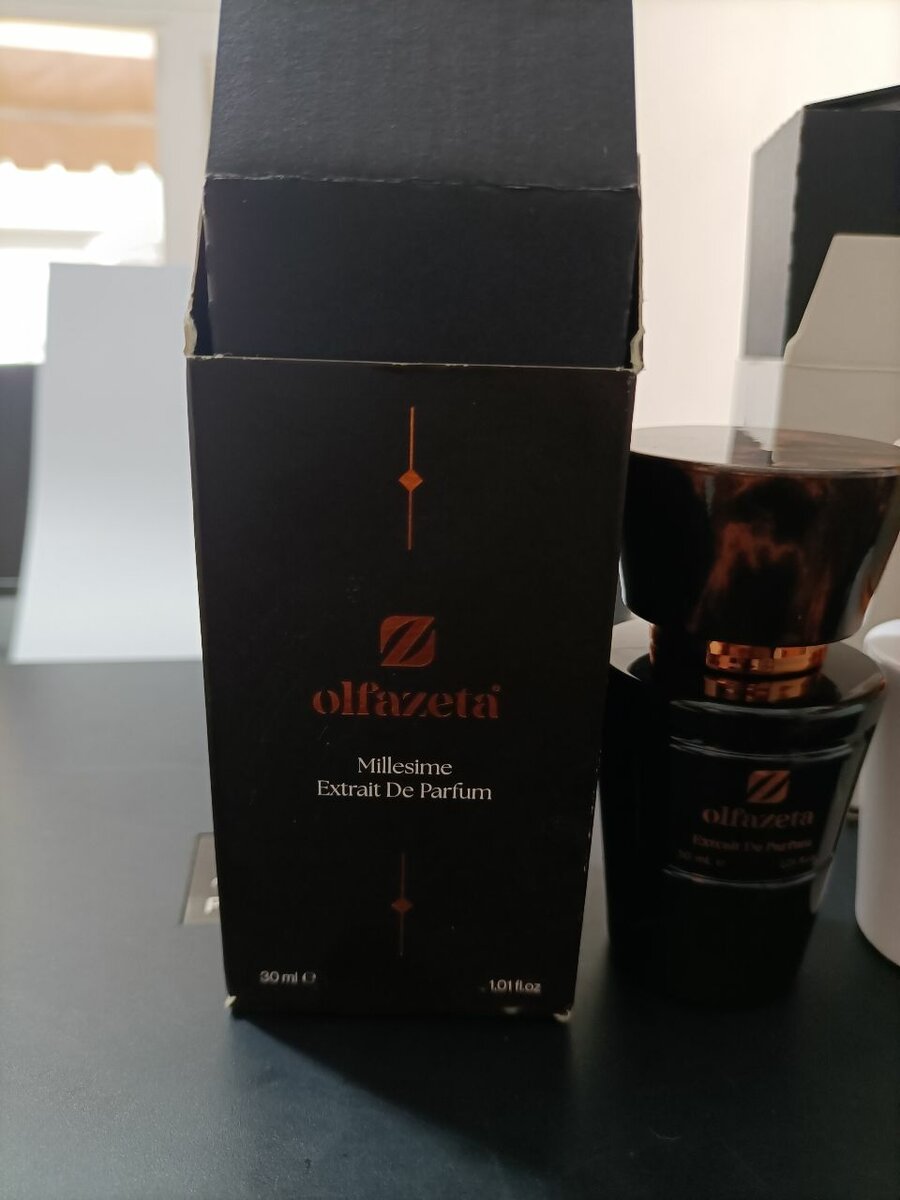 olfazeta®
Millesime
Extrait De Parfum
30 ml ℮
1.01 fl.oz
olfazeta
Extrait De Parfum